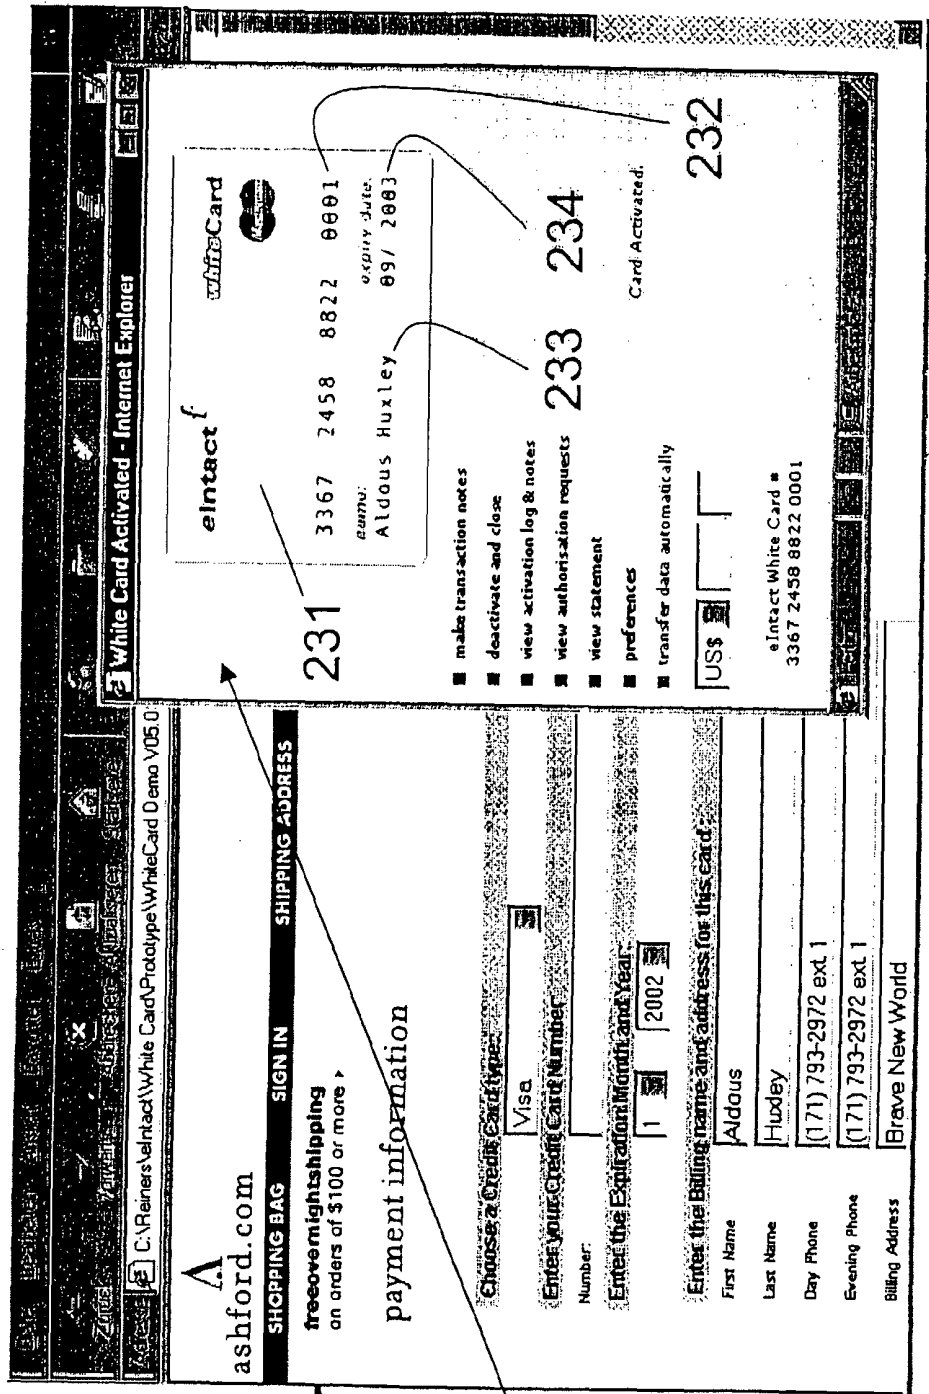 Adresse C:\Reiners\eIntact\White Card\Prototype\WhiteCard Demo V05.0
A
ashford.com
SHOPPING BAG SIGN IN SHIPPING ADDRESS
freeovernightshipping
on orders of $100 or more >
payment information
Choose a Credit Card type:
Visa
Enter your Credit Card Number
Number:
Enter the Expiration Month and Year:
1 2002
Enter the Billing name and address for this card
First Name Aldous
Last Name Huxley
Day Phone (171) 793-2972 ext. 1
Evening Phone (171) 793-2972 ext. 1
Billing Address Brave New World
White Card Activated - Internet Explorer
eIntact whiteCard
3367 2458 8822 0001
name: expiry date:
Aldous Huxley 09/ 2003
231
233
234
232
make transaction notes
deactivate and close
view activation log & notes
view authorisation requests
view statement
preferences
transfer data automatically
Card Activated.
US$
eIntact White Card #
3367 2458 8822 0001